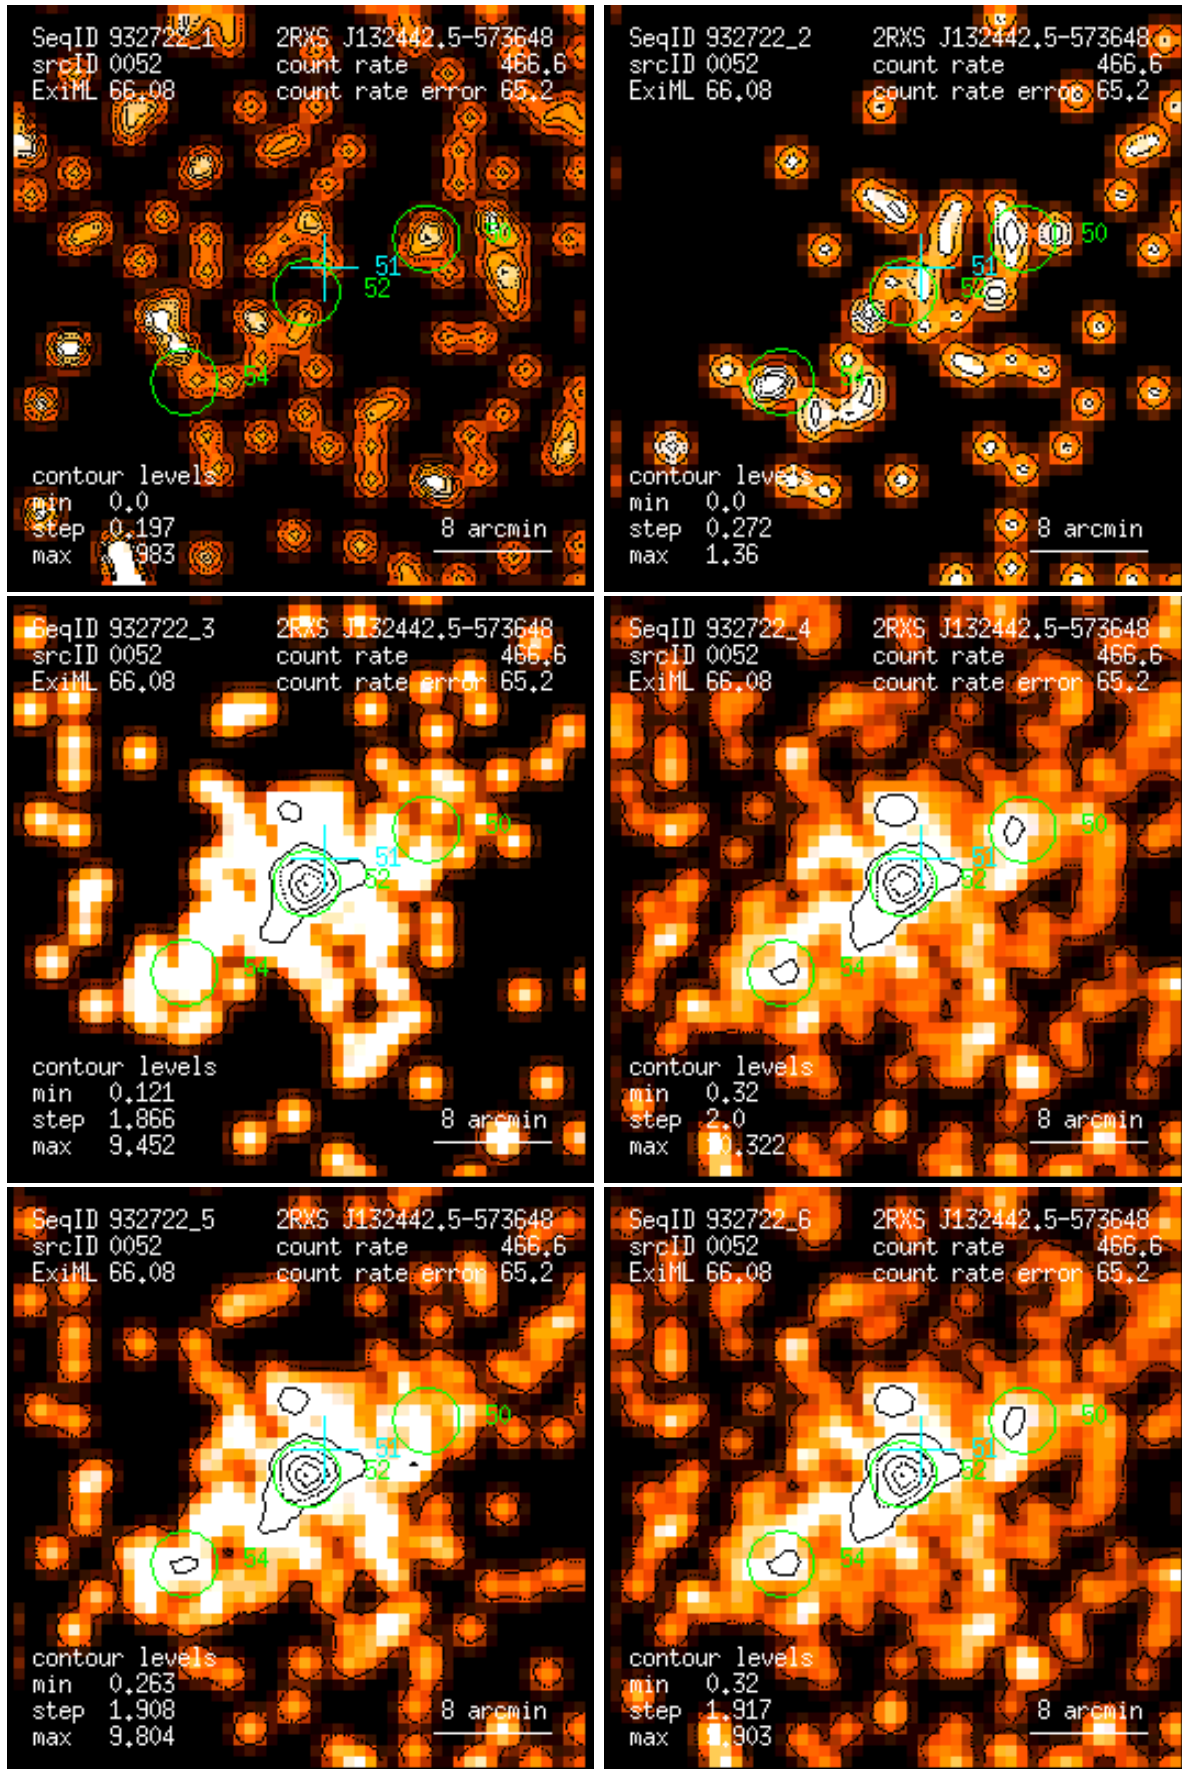 SeqID 932722_1 2RXS J132442.5-573648
srcID 0052 count rate 466.6
ExiML 66.08 count rate error 65.2
50
51
52
54
contour levels
min 0.0
step 0.197
max .983
8 arcmin
SeqID 932722_2 2RXS J132442.5-573648
srcID 0052 count rate 466.6
ExiML 66.08 count rate error 65.2
50
51
52
54
contour levels
min 0.0
step 0.272
max 1.36
8 arcmin
SeqID 932722_3 2RXS J132442.5-573648
srcID 0052 count rate 466.6
ExiML 66.08 count rate error 65.2
50
51
52
54
contour levels
min 0.121
step 1.866
max 9.452
8 arcmin
SeqID 932722_4 2RXS J132442.5-573648
srcID 0052 count rate 466.6
ExiML 66.08 count rate error 65.2
50
51
52
54
contour levels
min 0.32
step 2.0
max 10.322
8 arcmin
SeqID 932722_5 2RXS J132442.5-573648
srcID 0052 count rate 466.6
ExiML 66.08 count rate error 65.2
50
51
52
54
contour levels
min 0.263
step 1.908
max 9.804
8 arcmin
SeqID 932722_6 2RXS J132442.5-573648
srcID 0052 count rate 466.6
ExiML 66.08 count rate error 65.2
50
51
52
54
contour levels
min 0.32
step 1.917
max 9.903
8 arcmin